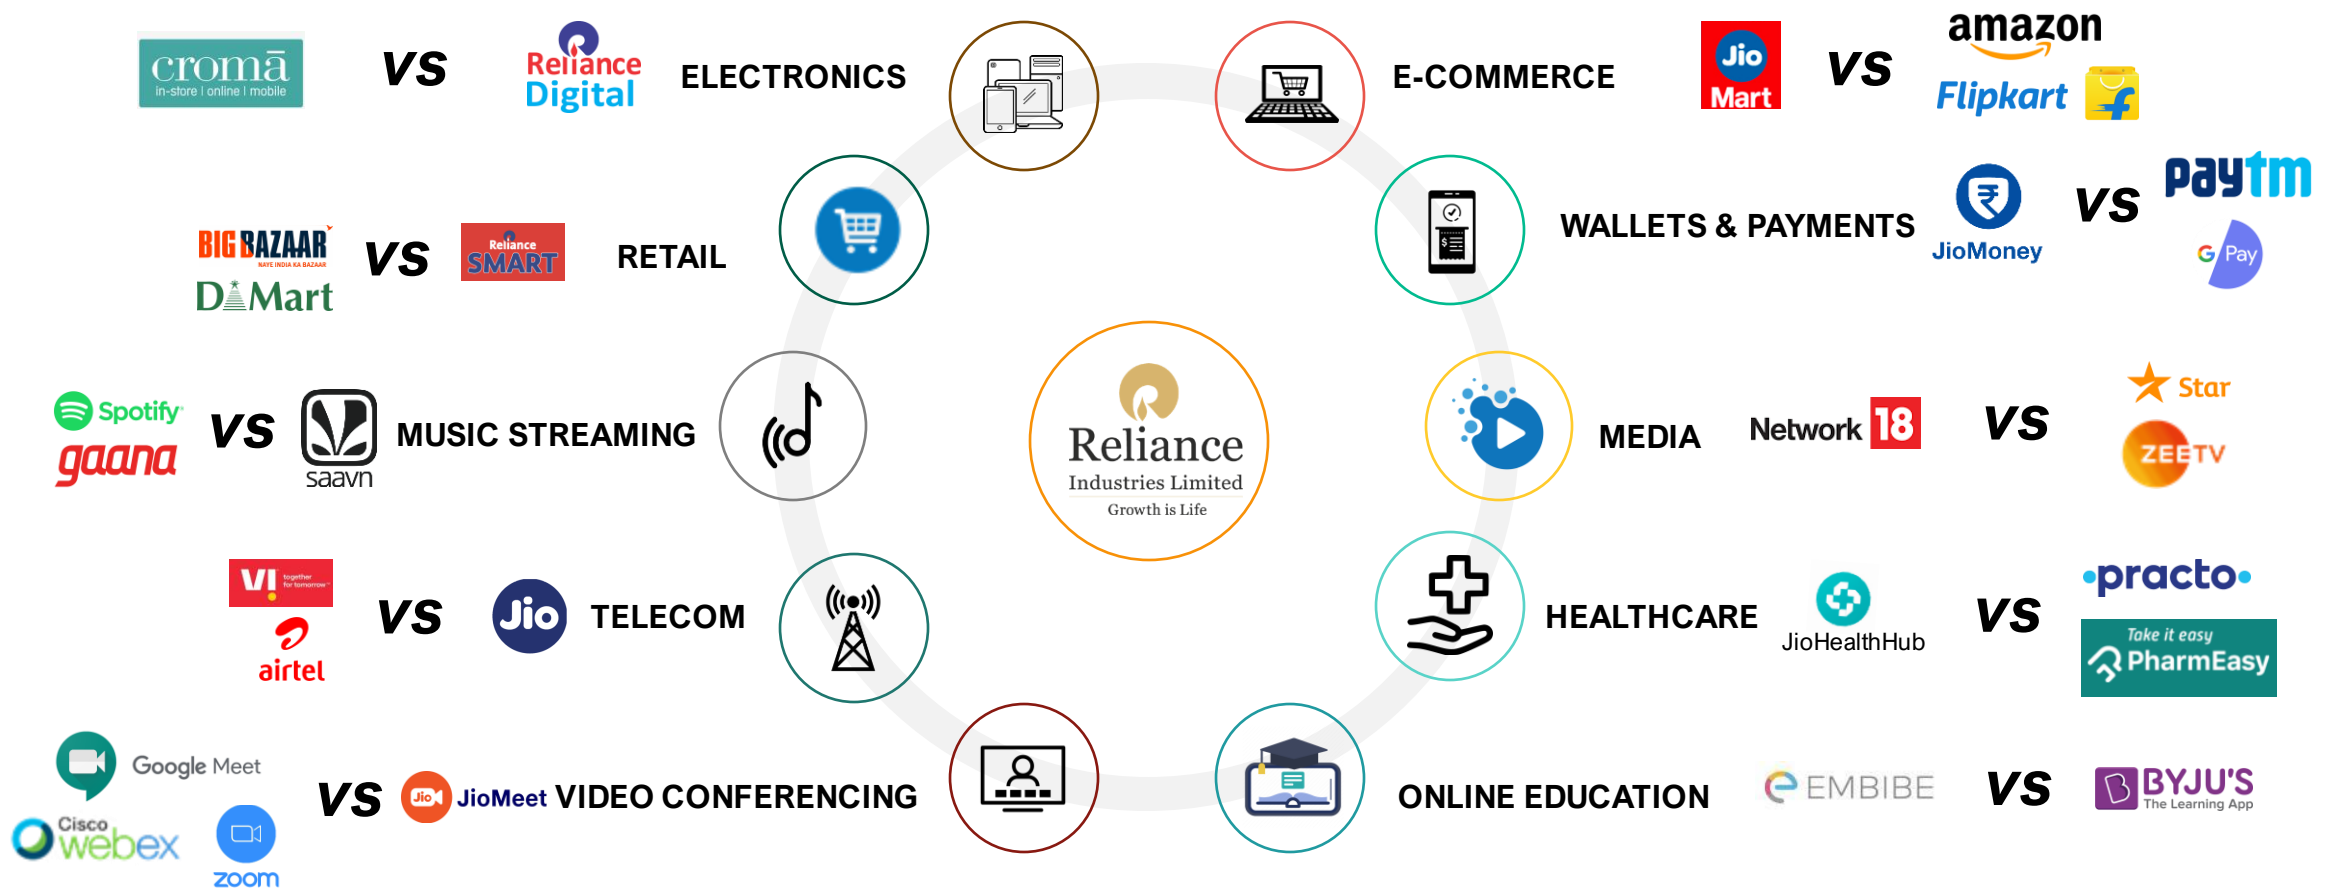 cromā
in-store | online | mobile
VS
Reliance
Digital
ELECTRONICS
E-COMMERCE
Jio
Mart
VS
amazon
Flipkart
BIG BAZAAR
NAYE INDIA KA BAZAAR
D Mart
VS
Reliance
SMART
RETAIL
WALLETS & PAYMENTS
JioMoney
VS
paytm
G Pay
Spotify
gaana
VS
saavn
MUSIC STREAMING
Reliance
Industries Limited
Growth is Life
MEDIA
Network 18
VS
Star
ZEETV
VI
together
for tomorrow
airtel
VS
Jio
TELECOM
HEALTHCARE
JioHealthHub
VS
practo
Take it easy
PharmEasy
Google Meet
Cisco
webex
zoom
VS
Jio
JioMeet
VIDEO CONFERENCING
ONLINE EDUCATION
EMBIBE
VS
BYJU'S
The Learning App